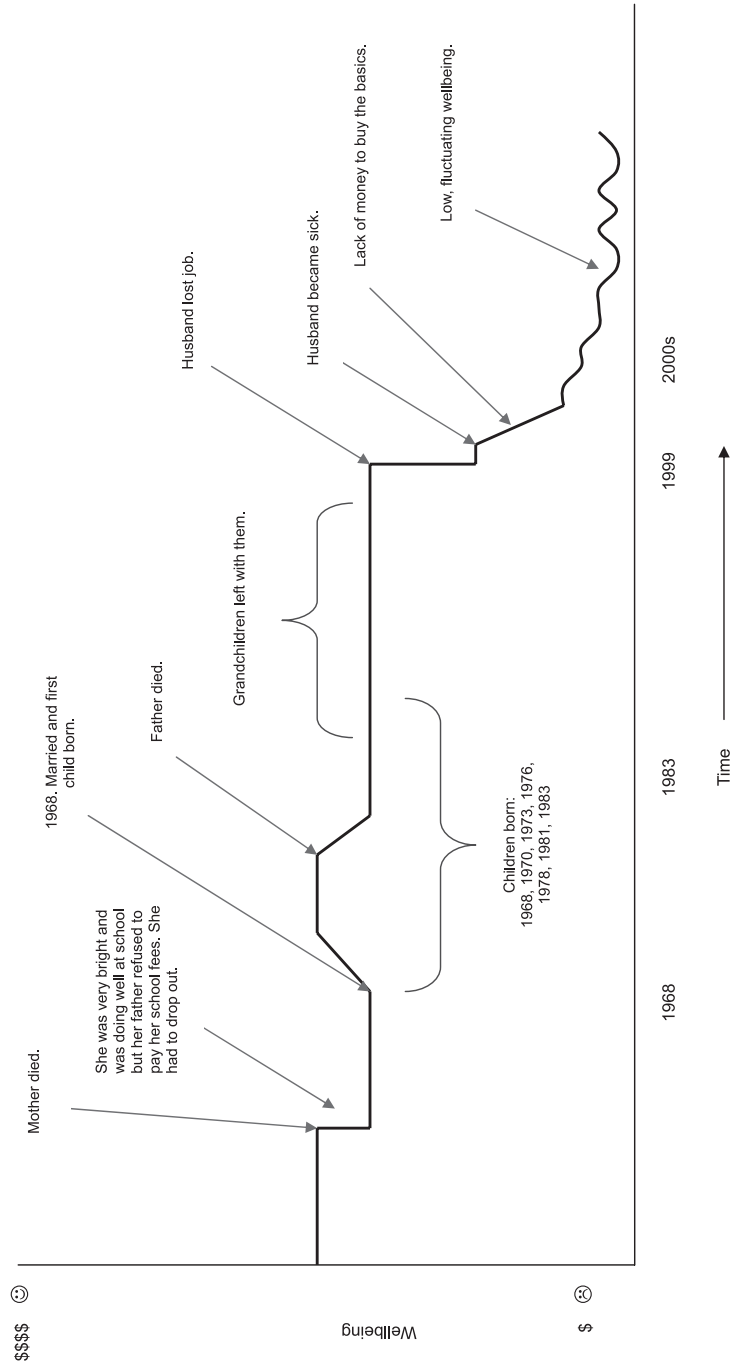 $$$$ ☺
Wellbeing
$ ☹
Mother died.
She was very bright and
was doing well at school
but her father refused to
pay her school fees. She
had to drop out.
1968. Married and first
child born.
Father died.
Grandchildren left with them.
Husband lost job.
Husband became sick.
Lack of money to buy the basics.
Low, fluctuating wellbeing.
Children born:
1968, 1970, 1973, 1976,
1978, 1981, 1983
1968
1983
1999
2000s
Time